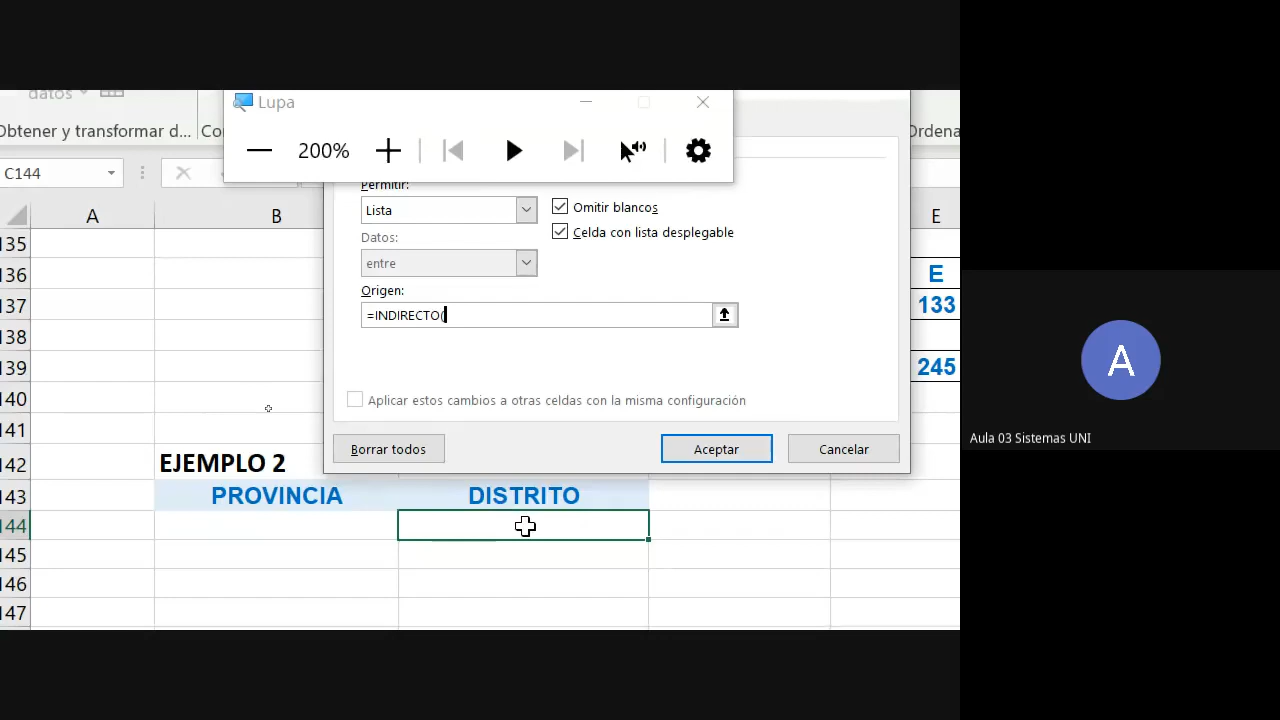 datos
Lupa
Obtener y transformar d...
Co
Ordena
200%
C144
Permitir:
Lista
Omitir blancos
Celda con lista desplegable
Datos:
entre
Origen:
=INDIRECTO(
Aplicar estos cambios a otras celdas con la misma configuración
Borrar todos
Aceptar
Cancelar
A
B
E
135
136
E
137
133
138
139
245
140
141
142
EJEMPLO 2
143
PROVINCIA
DISTRITO
144
145
146
147
A
Aula 03 Sistemas UNI